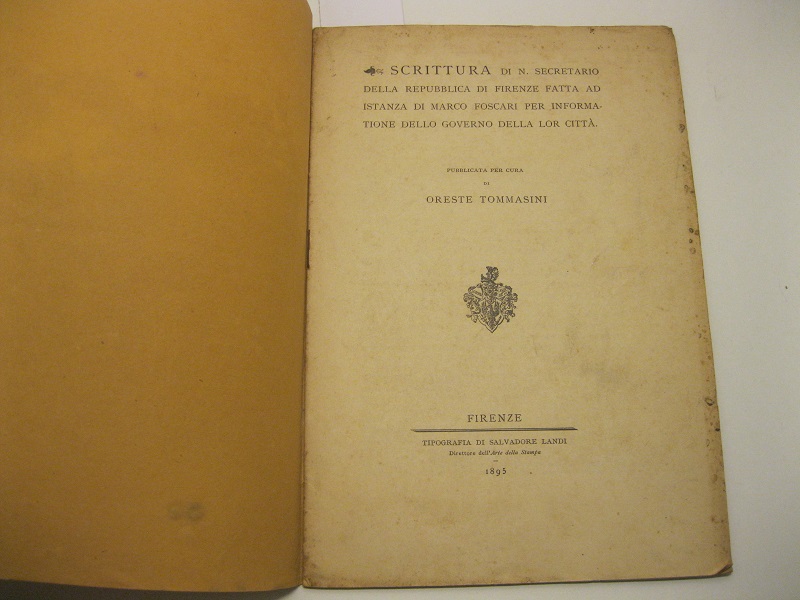 SCRITTURA DI N. SECRETARIO
DELLA REPUBBLICA DI FIRENZE FATTA AD
ISTANZA DI MARCO FOSCARI PER INFORMA-
TIONE DELLO GOVERNO DELLA LOR CITTÀ.
PUBBLICATA PER CURA
DI
ORESTE TOMMASINI
FIRENZE
TIPOGRAFIA DI SALVADORE LANDI
Direttore dell'Arte della Stampa
1895